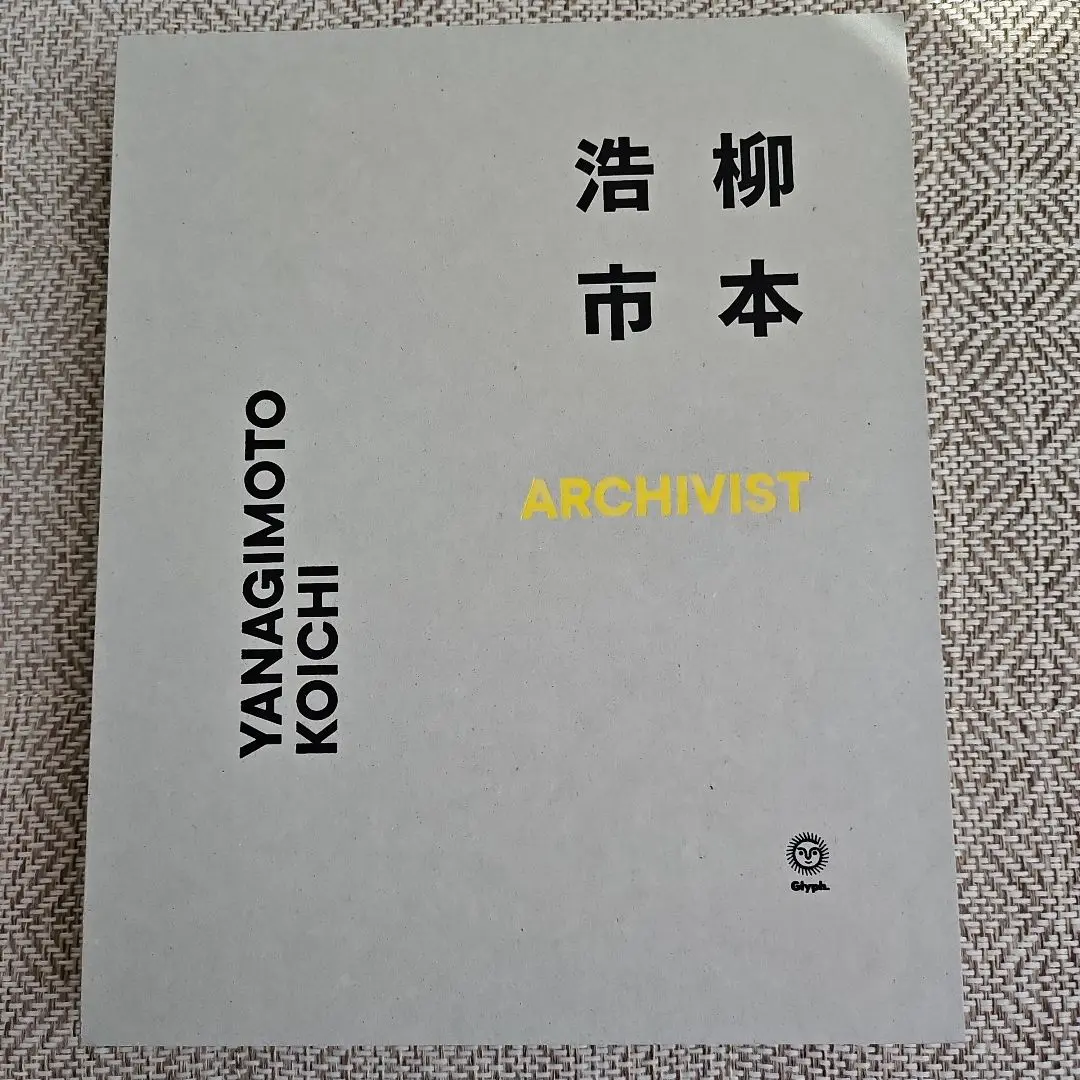 柳本
浩市
ARCHIVIST
YANAGIMOTO
KOICHI
Glyph.